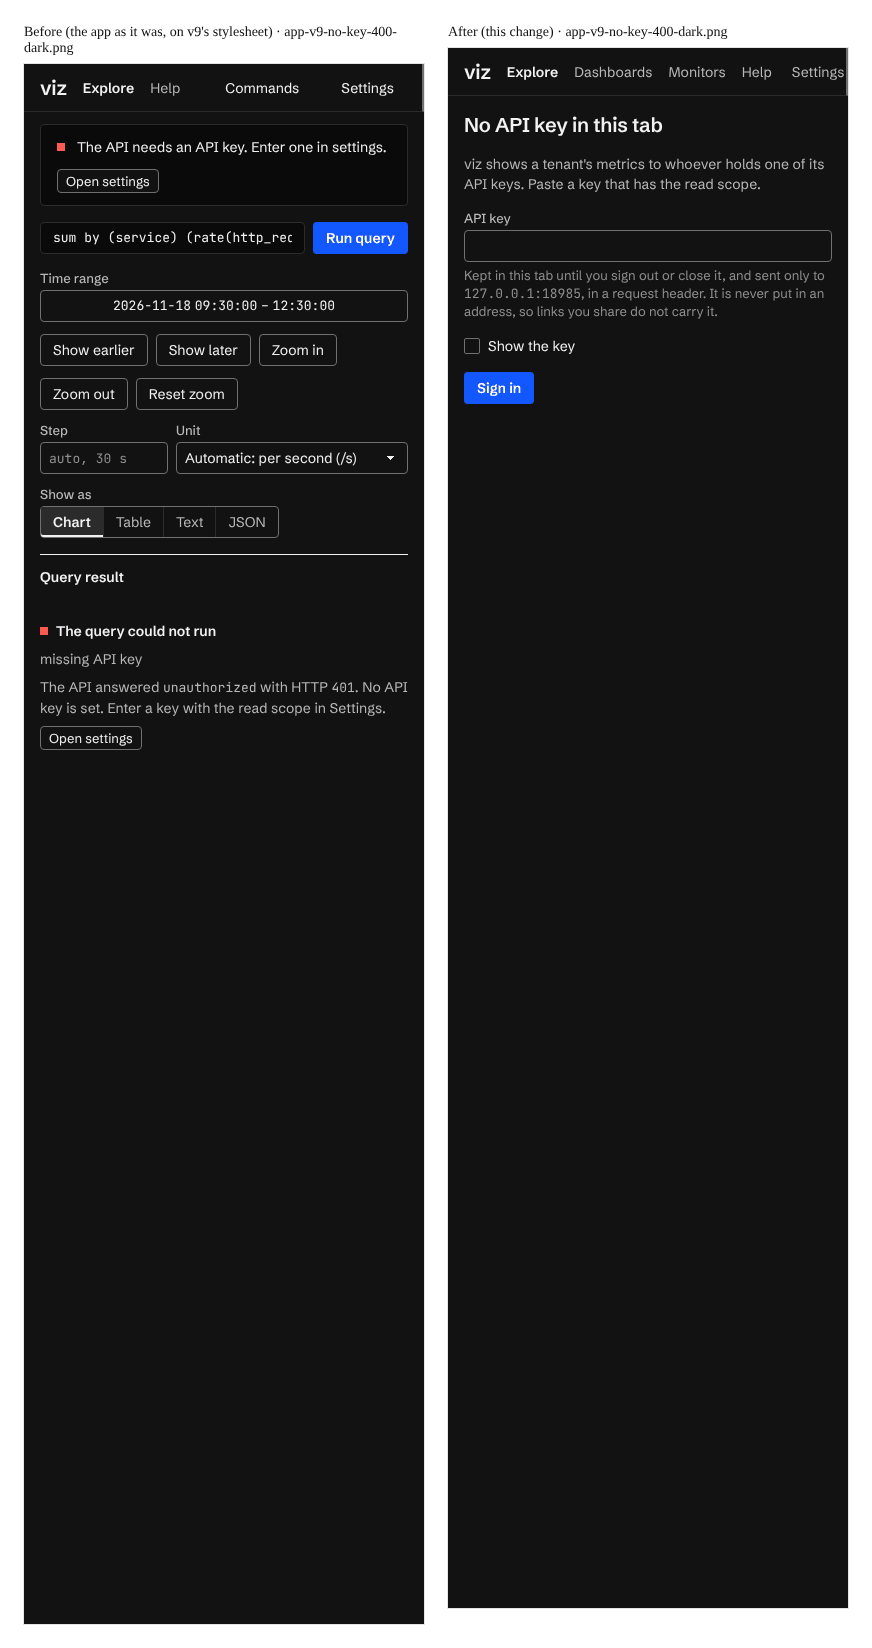 Before (the app as it was, on v9's stylesheet) · app-v9-no-key-400-
dark.png
viz Explore Help Commands Settings
The API needs an API key. Enter one in settings.
Open settings
sum by (service) (rate(http_rec
Run query
Time range
2026-11-18 09:30:00 – 12:30:00
Show earlier Show later Zoom in
Zoom out Reset zoom
Step Unit
auto, 30 s Automatic: per second (/s)
Show as
Chart Table Text JSON
Query result
The query could not run
missing API key
The API answered unauthorized with HTTP 401. No API
key is set. Enter a key with the read scope in Settings.
Open settings
After (this change) · app-v9-no-key-400-dark.png
viz Explore Dashboards Monitors Help Settings
No API key in this tab
viz shows a tenant's metrics to whoever holds one of its
API keys. Paste a key that has the read scope.
API key
Kept in this tab until you sign out or close it, and sent only to
127.0.0.1:18985, in a request header. It is never put in an
address, so links you share do not carry it.
Show the key
Sign in